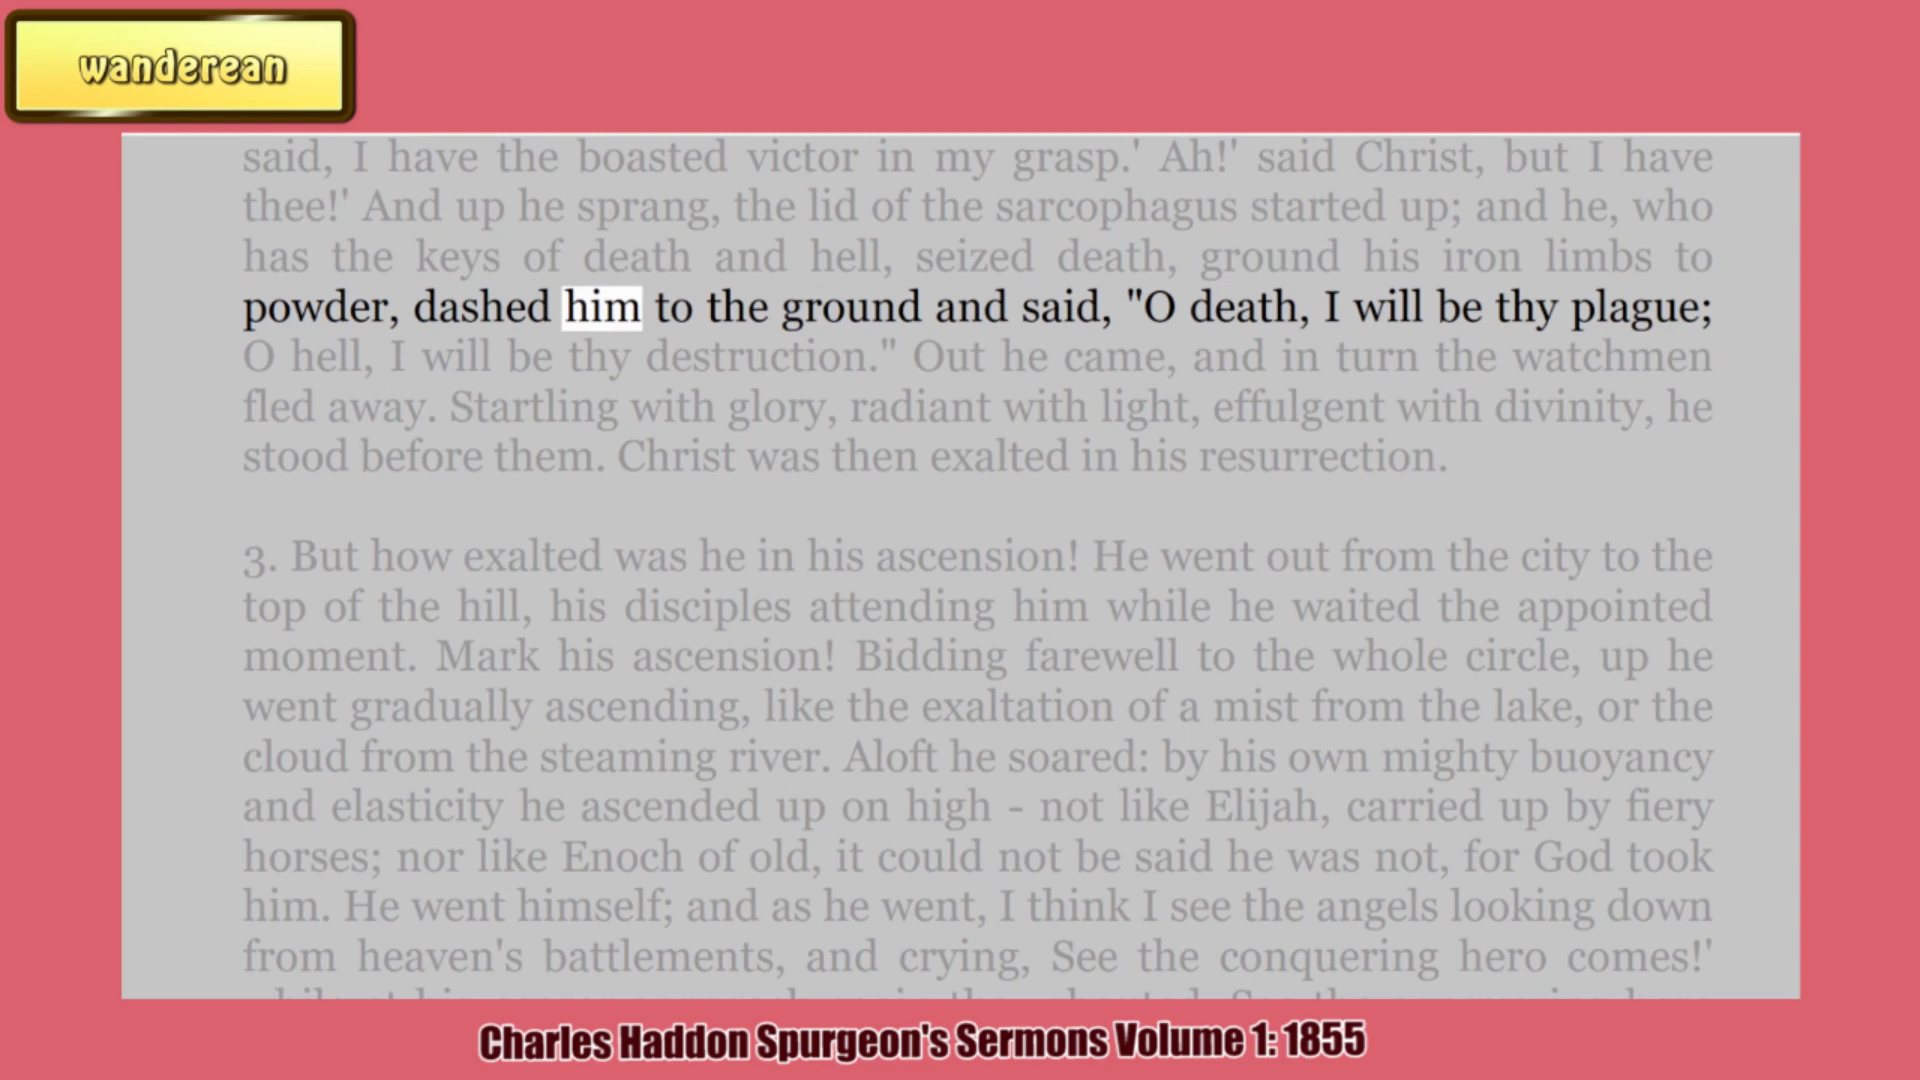 wanderean
said, I have the boasted victor in my grasp.' Ah!' said Christ, but I have
thee!' And up he sprang, the lid of the sarcophagus started up; and he, who
has the keys of death and hell, seized death, ground his iron limbs to
powder, dashed him to the ground and said, "O death, I will be thy plague;
O hell, I will be thy destruction." Out he came, and in turn the watchmen
fled away. Startling with glory, radiant with light, effulgent with divinity, he
stood before them. Christ was then exalted in his resurrection.
3. But how exalted was he in his ascension! He went out from the city to the
top of the hill, his disciples attending him while he waited the appointed
moment. Mark his ascension! Bidding farewell to the whole circle, up he
went gradually ascending, like the exaltation of a mist from the lake, or the
cloud from the steaming river. Aloft he soared: by his own mighty buoyancy
and elasticity he ascended up on high - not like Elijah, carried up by fiery
horses; nor like Enoch of old, it could not be said he was not, for God took
him. He went himself; and as he went, I think I see the angels looking down
from heaven's battlements, and crying, See the conquering hero comes!'
Charles Haddon Spurgeon's Sermons Volume 1: 1855